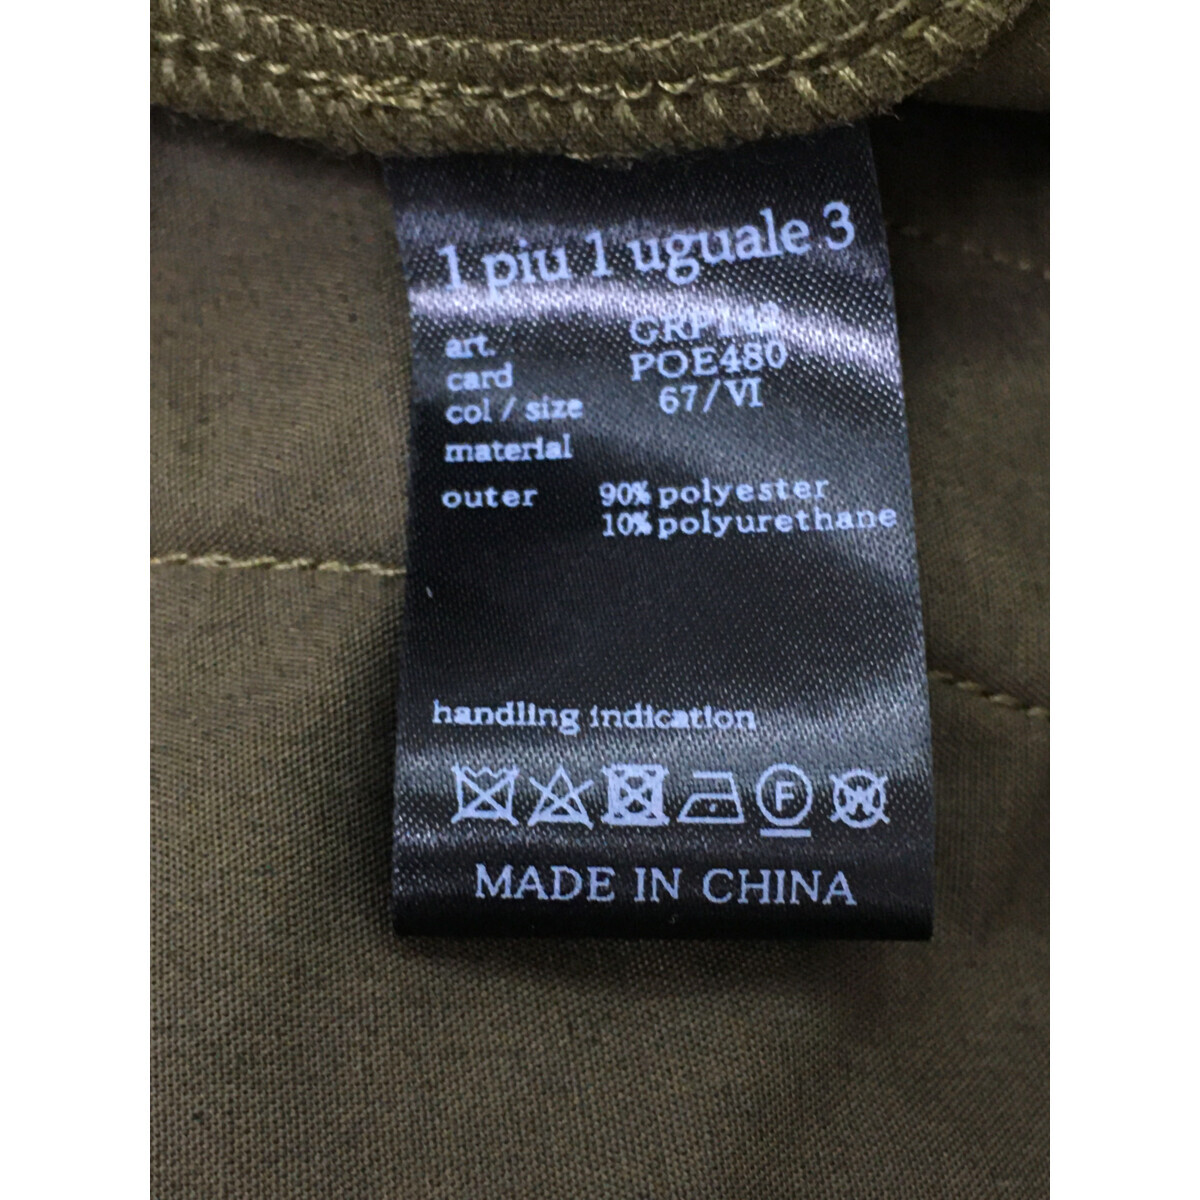 1 piu 1 uguale 3
art.
card POE480
col / size 67/VI
material
outer 90% polyester
10% polyurethane
handling indication
F W
MADE IN CHINA